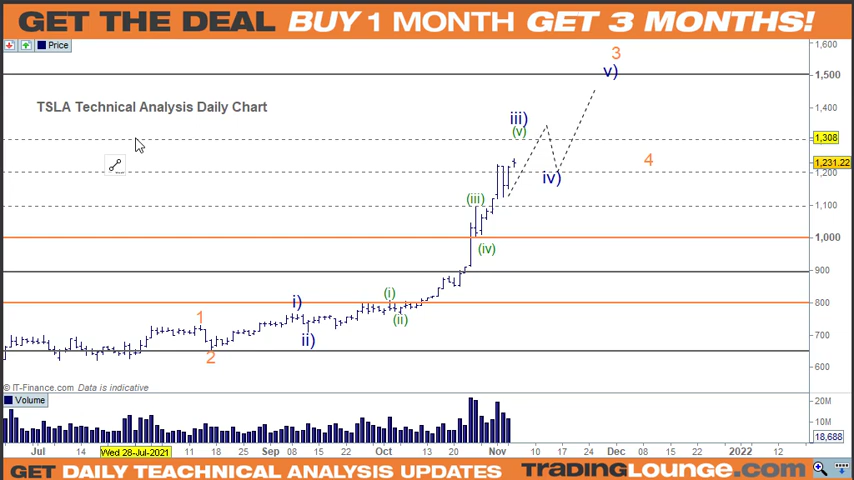 GET THE DEAL BUY 1 MONTH GET 3 MONTHS!
Price
1,600
3
v)
1,500
TSLA Technical Analysis Daily Chart
1,400
iii)
(v)
1,308
4
1,231.22
1,200
iv)
(iii)
1,100
1,000
(iv)
900
(i)
i)
800
1
(ii)
ii)
700
2
600
© IT-Finance.com Data is indicative
Volume
20M
10M
18,688
Jul 14 Wed 28-Jul-2021 11 18 25 Sep 08 15 22 Oct 13 20 Nov 10 17 24 Dec 08 15 22 2022 12
GET DAILY TEACHNICAL ANALYSIS UPDATES TRADINGLOUNGE.com